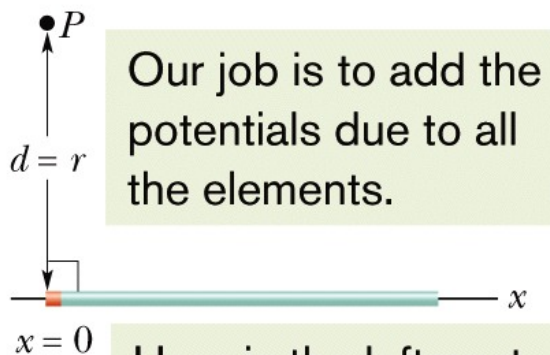 P
Our job is to add the
potentials due to all
the elements.
d = r
x
x = 0